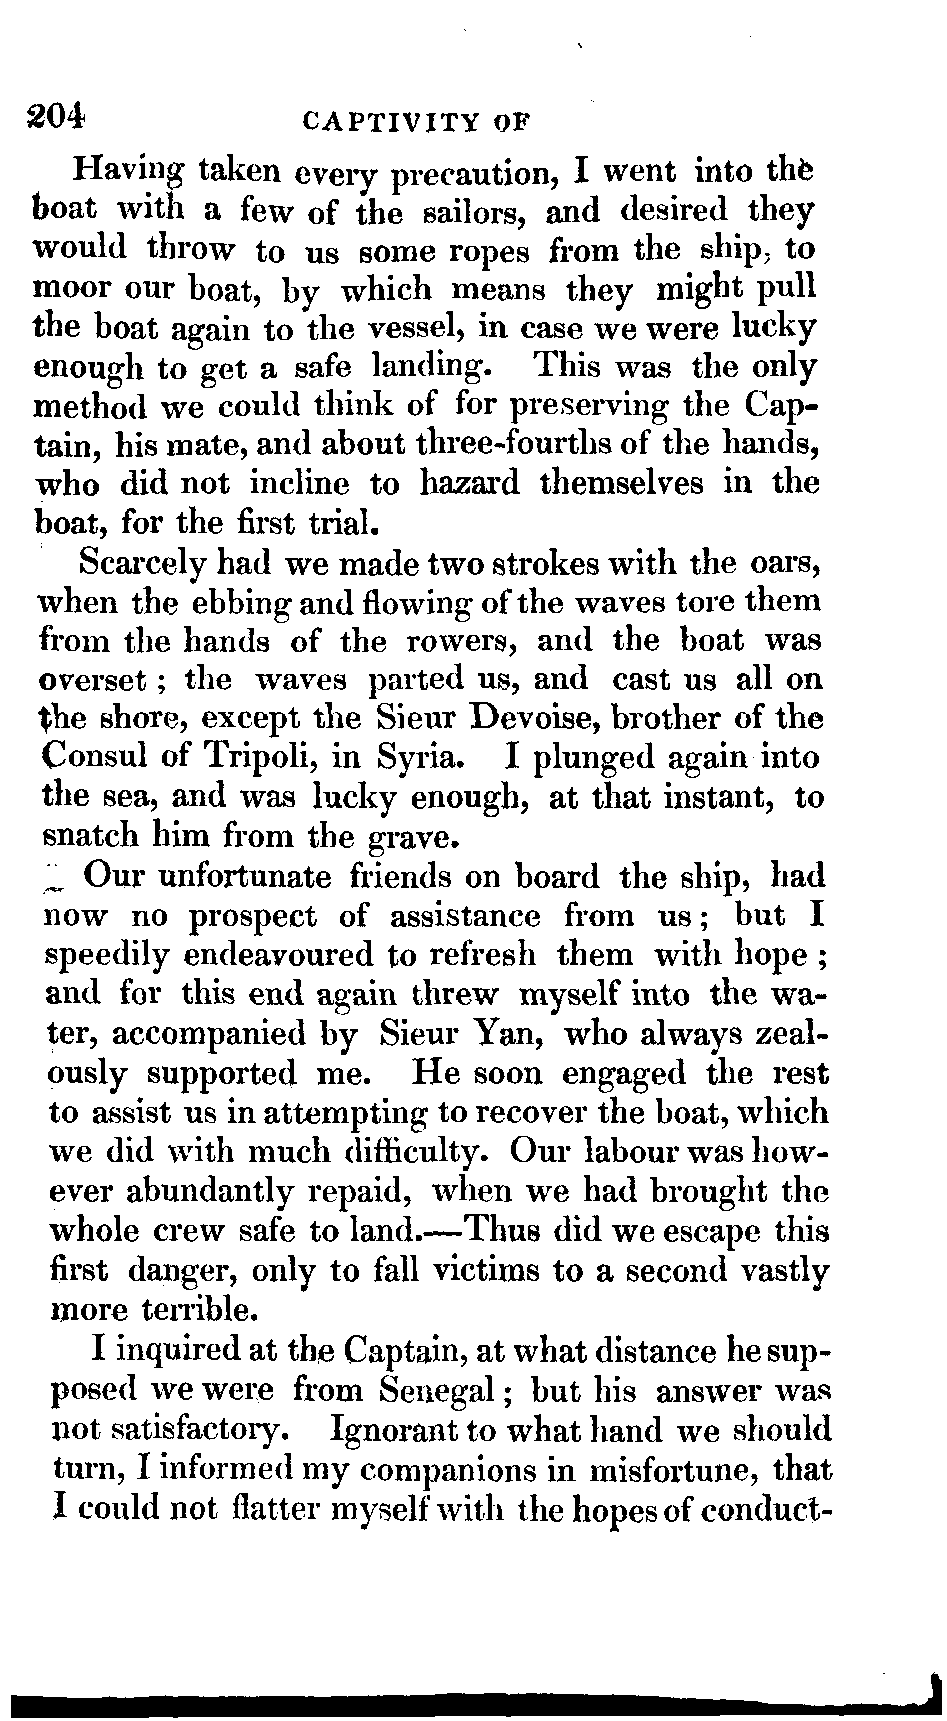 204 CAPTIVITY OF
Having taken every precaution, I went into the
boat with a few of the sailors, and desired they
would throw to us some ropes from the ship, to
moor our boat, by which means they might pull
the boat again to the vessel, in case we were lucky
enough to get a safe landing. This was the only
method we could think of for preserving the Cap-
tain, his mate, and about three-fourths of the hands,
who did not incline to hazard themselves in the
boat, for the first trial.
Scarcely had we made two strokes with the oars,
when the ebbing and flowing of the waves tore them
from the hands of the rowers, and the boat was
overset ; the waves parted us, and cast us all on
the shore, except the Sieur Devoise, brother of the
Consul of Tripoli, in Syria. I plunged again into
the sea, and was lucky enough, at that instant, to
snatch him from the grave.
Our unfortunate friends on board the ship, had
now no prospect of assistance from us ; but I
speedily endeavoured to refresh them with hope ;
and for this end again threw myself into the wa-
ter, accompanied by Sieur Yan, who always zeal-
ously supported me. He soon engaged the rest
to assist us in attempting to recover the boat, which
we did with much difficulty. Our labour was how-
ever abundantly repaid, when we had brought the
whole crew safe to land.—Thus did we escape this
first danger, only to fall victims to a second vastly
more terrible.
I inquired at the Captain, at what distance he sup-
posed we were from Senegal ; but his answer was
not satisfactory. Ignorant to what hand we should
turn, I informed my companions in misfortune, that
I could not flatter myself with the hopes of conduct-